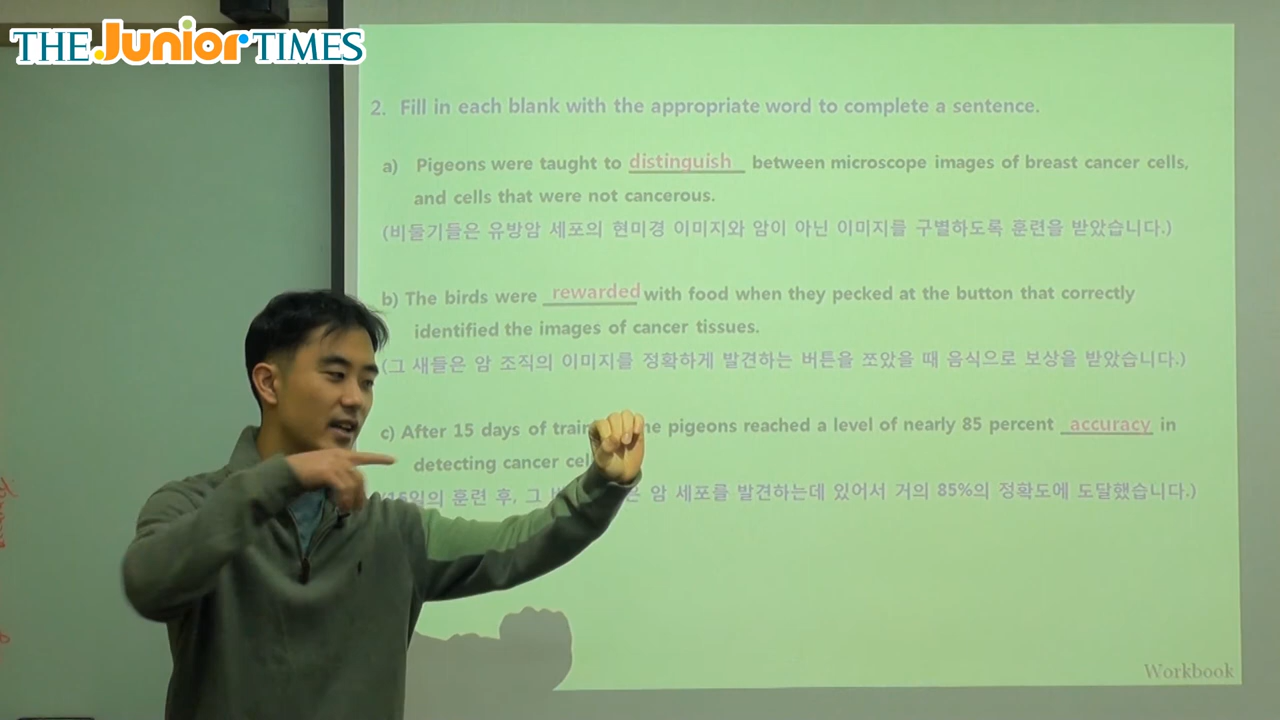 THE Junior TIMES
2. Fill in each blank with the appropriate word to complete a sentence.
a) Pigeons were taught to distinguish between microscope images of breast cancer cells,
and cells that were not cancerous.
(비둘기들은 유방암 세포의 현미경 이미지와 암이 아닌 이미지를 구별하도록 훈련을 받았습니다.)
b) The birds were rewarded with food when they pecked at the button that correctly
identified the images of cancer tissues.
(그 새들은 암 조직의 이미지를 정확하게 발견하는 버튼을 쪼았을 때 음식으로 보상을 받았습니다.)
c) After 15 days of pigeons reached a level of nearly 85 percent accuracy in
detecting cancer
(15일의 훈련 후, 그 암 세포를 발견하는데 있어서 거의 85%의 정확도에 도달했습니다.)
Workbook